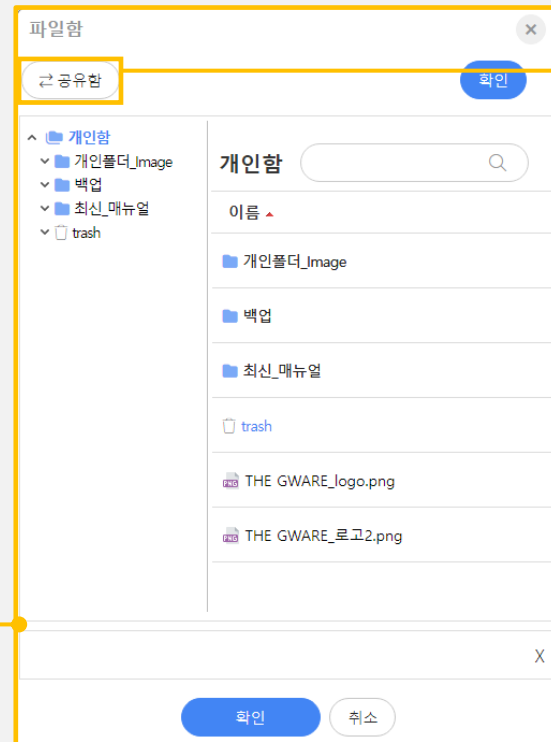 파일함
공유함
확인
개인함
개인폴더_Image
백업
최신_매뉴얼
trash
개인함
이름
개인폴더_Image
백업
최신_매뉴얼
trash
THE GWARE_logo.png
THE GWARE_로고2.png
X
확인 취소